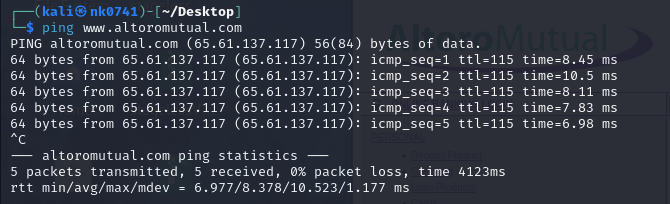 ┌──(kali㉿nk0741)-[~/Desktop]
└─$ ping www.altoromutual.com
PING altoromutual.com (65.61.137.117) 56(84) bytes of data.
64 bytes from 65.61.137.117 (65.61.137.117): icmp_seq=1 ttl=115 time=8.45 ms
64 bytes from 65.61.137.117 (65.61.137.117): icmp_seq=2 ttl=115 time=10.5 ms
64 bytes from 65.61.137.117 (65.61.137.117): icmp_seq=3 ttl=115 time=8.11 ms
64 bytes from 65.61.137.117 (65.61.137.117): icmp_seq=4 ttl=115 time=7.83 ms
64 bytes from 65.61.137.117 (65.61.137.117): icmp_seq=5 ttl=115 time=6.98 ms
^C
--- altoromutual.com ping statistics ---
5 packets transmitted, 5 received, 0% packet loss, time 4123ms
rtt min/avg/max/mdev = 6.977/8.378/10.523/1.177 ms
AltoroMutual